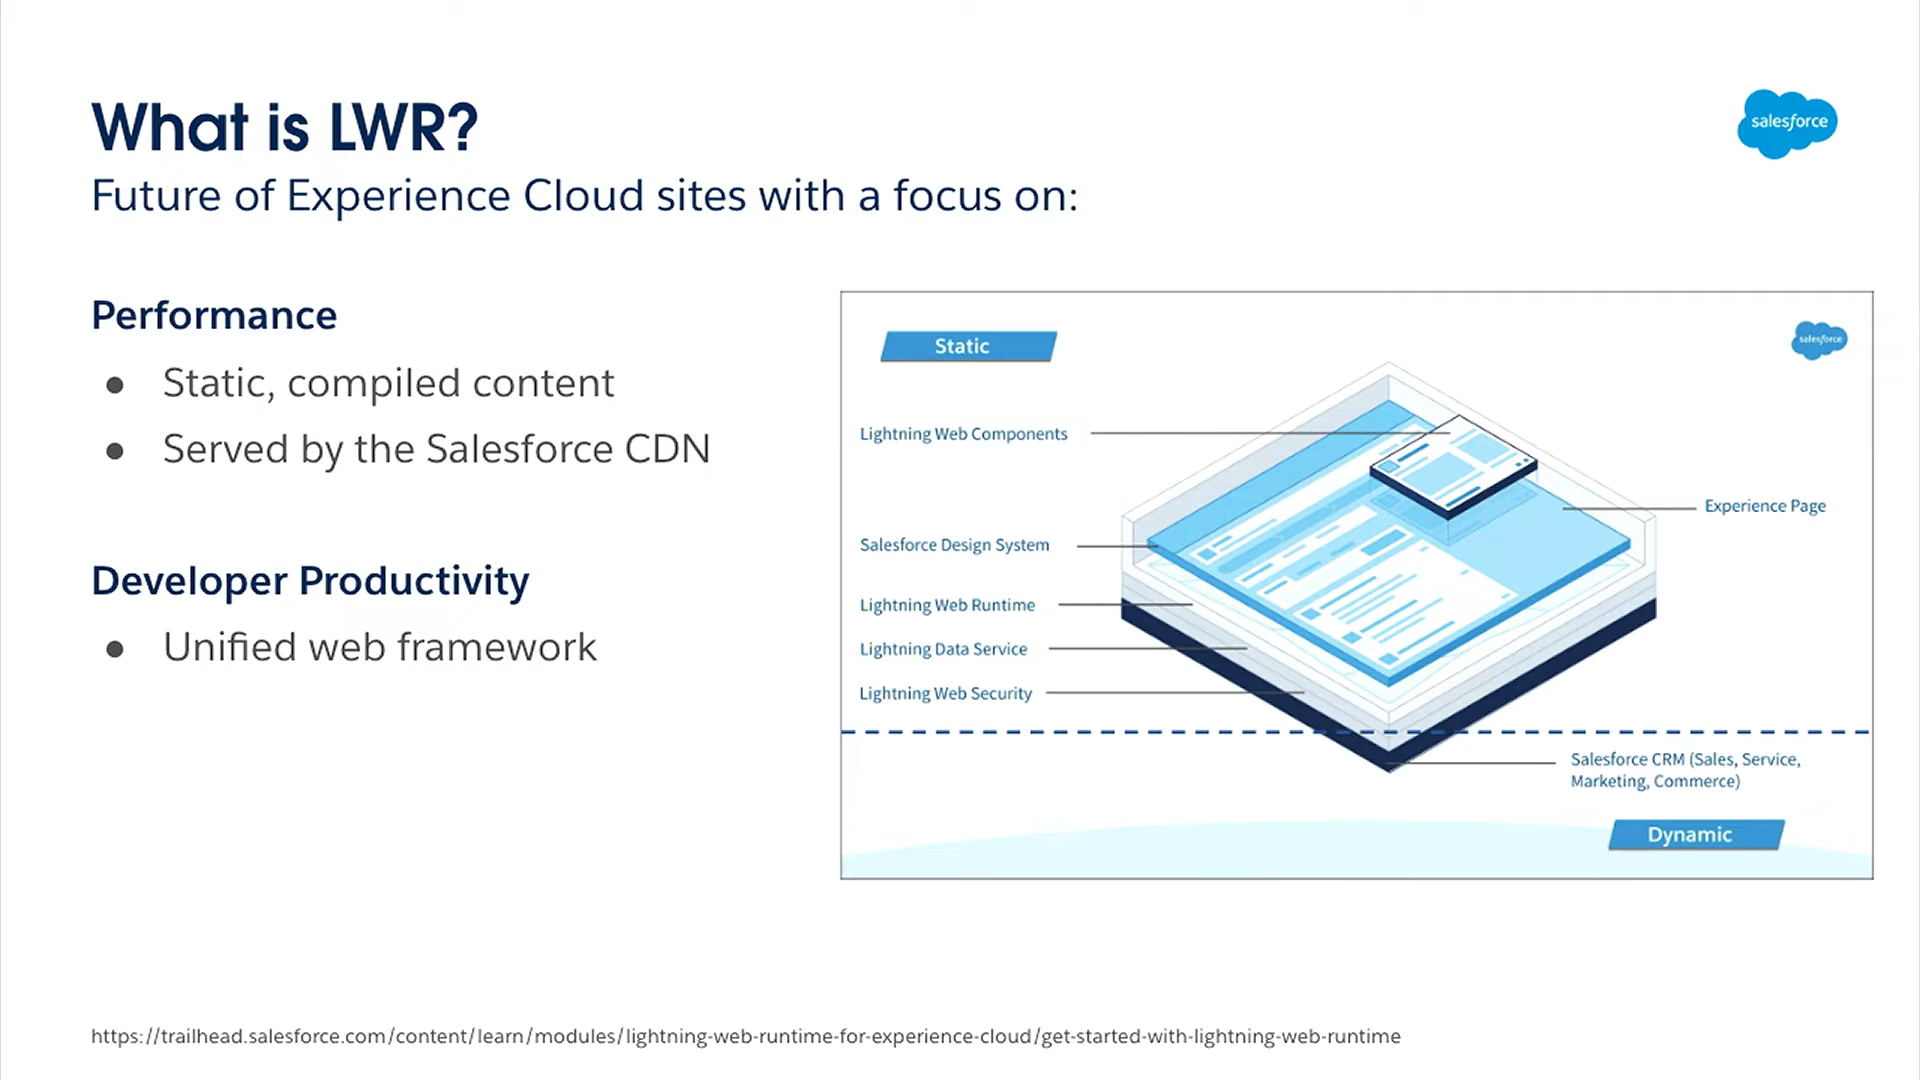 What is LWR?
salesforce
Future of Experience Cloud sites with a focus on:
Performance
● Static, compiled content
● Served by the Salesforce CDN
Developer Productivity
● Unified web framework
Static
salesforce
Lightning Web Components
Experience Page
Salesforce Design System
Lightning Web Runtime
Lightning Data Service
Lightning Web Security
Salesforce CRM (Sales, Service,
Marketing, Commerce)
Dynamic
https://trailhead.salesforce.com/content/learn/modules/lightning-web-runtime-for-experience-cloud/get-started-with-lightning-web-runtime